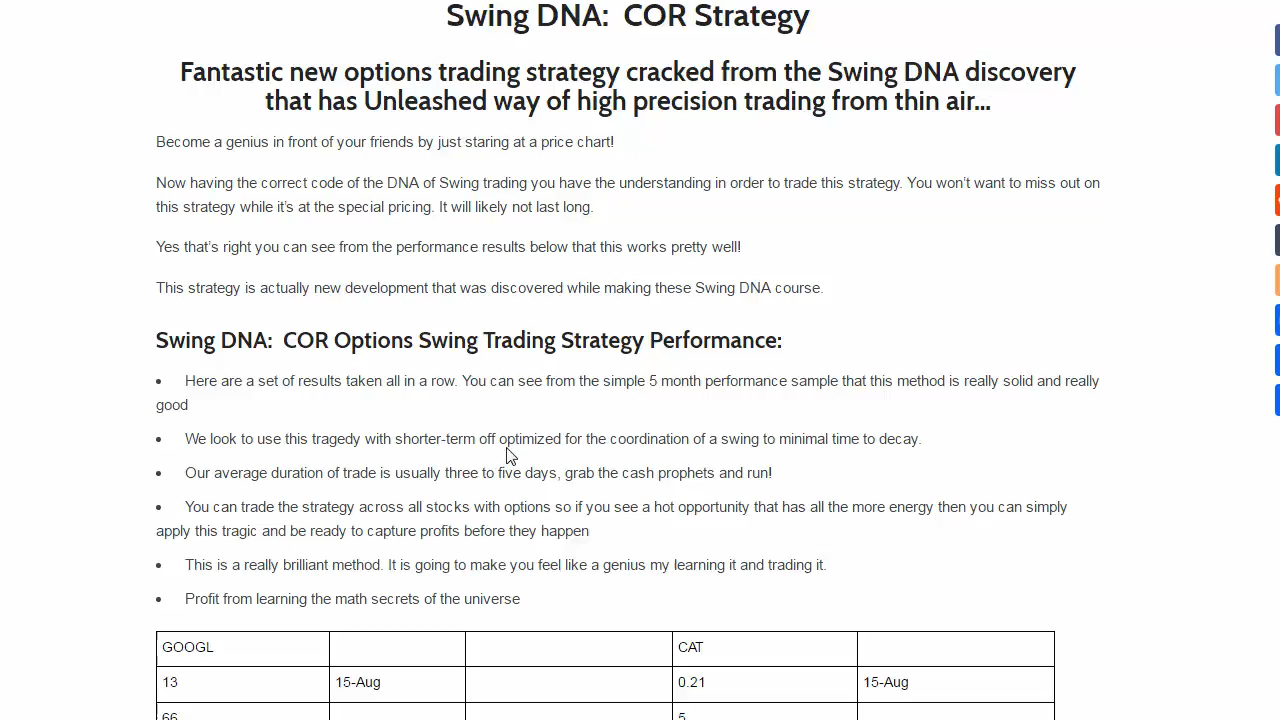 Swing DNA:  COR Strategy
Fantastic new options trading strategy cracked from the Swing DNA discovery
that has Unleashed way of high precision trading from thin air...
Become a genius in front of your friends by just staring at a price chart!
Now having the correct code of the DNA of Swing trading you have the understanding in order to trade this strategy. You won't want to miss out on
this strategy while it's at the special pricing. It will likely not last long.
Yes that's right you can see from the performance results below that this works pretty well!
This strategy is actually new development that was discovered while making these Swing DNA course.
Swing DNA:  COR Options Swing Trading Strategy Performance:
• Here are a set of results taken all in a row. You can see from the simple 5 month performance sample that this method is really solid and really
good
• We look to use this tragedy with shorter-term off optimized for the coordination of a swing to minimal time to decay.
• Our average duration of trade is usually three to five days, grab the cash prophets and run!
• You can trade the strategy across all stocks with options so if you see a hot opportunity that has all the more energy then you can simply
apply this tragic and be ready to capture profits before they happen
• This is a really brilliant method. It is going to make you feel like a genius my learning it and trading it.
• Profit from learning the math secrets of the universe
GOOGL CAT
13 15-Aug 0.21 15-Aug
66 5